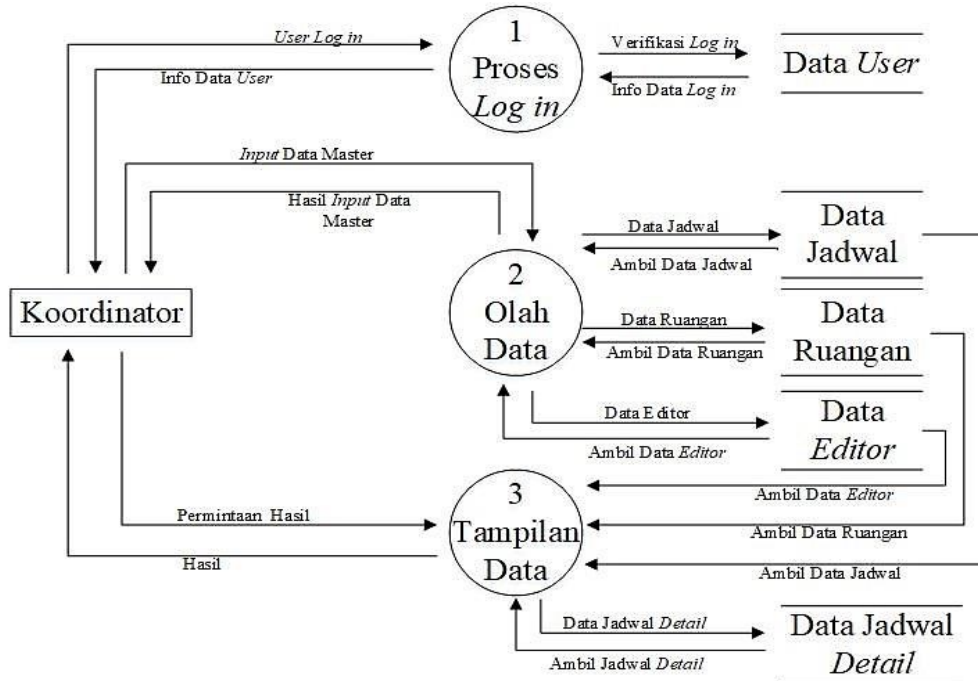 User Log in
Info Data User
1
Proses
Log in
Verifikasi Log in
Info Data Log in
Data User
Input Data Master
Hasil Input Data
Master
Koordinator
2
Olah
Data
Data Jadwal
Ambil Data Jadwal
Data
Jadwal
Data Ruangan
Ambil Data Ruangan
Data
Ruangan
Data Editor
Ambil Data Editor
Data
Editor
Permintaan Hasil
Hasil
3
Tampilan
Data
Ambil Data Editor
Ambil Data Ruangan
Ambil Data Jadwal
Data Jadwal Detail
Ambil Jadwal Detail
Data Jadwal
Detail